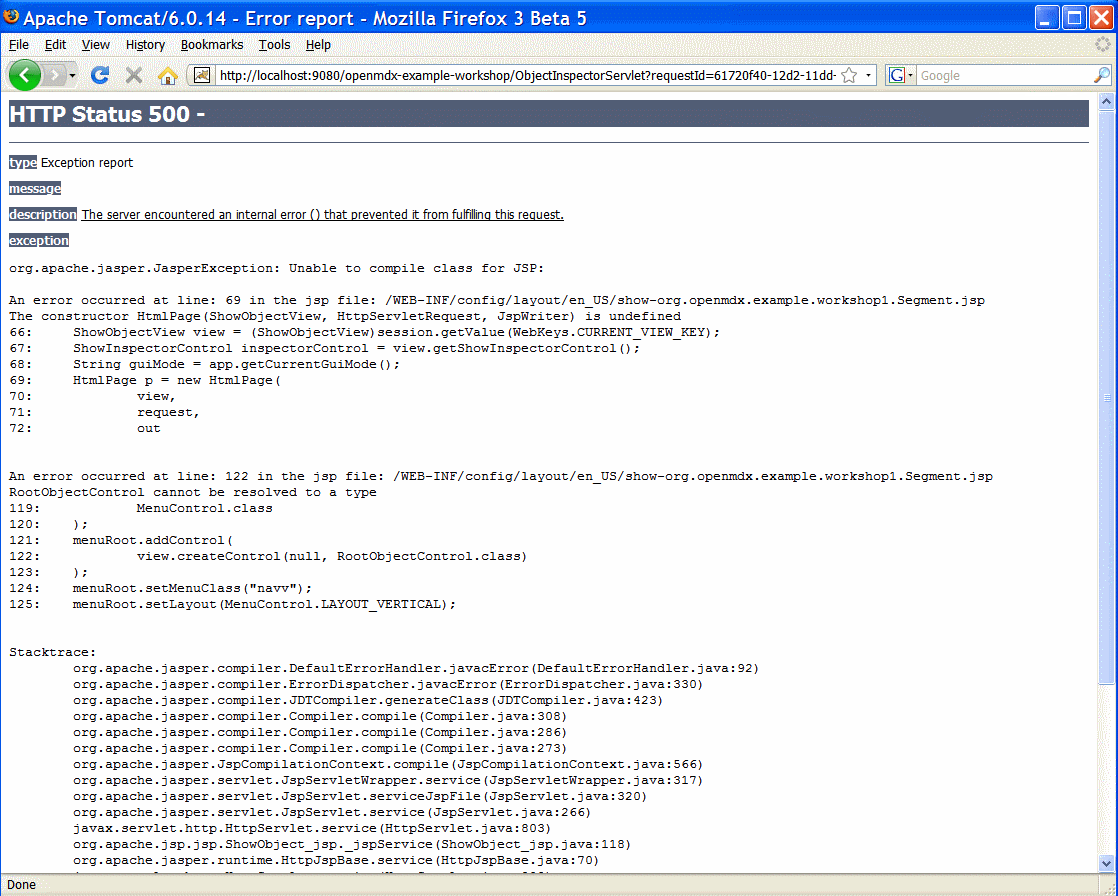 Apache Tomcat/6.0.14 - Error report - Mozilla Firefox 3 Beta 5
File Edit View History Bookmarks Tools Help
http://localhost:9080/openmdx-example-workshop/ObjectInspectorServlet?requestId=61720f40-12d2-11dd- G Google
HTTP Status 500 -
type Exception report
message
description The server encountered an internal error () that prevented it from fulfilling this request.
exception
org.apache.jasper.JasperException: Unable to compile class for JSP:
An error occurred at line: 69 in the jsp file: /WEB-INF/config/layout/en_US/show-org.openmdx.example.workshop1.Segment.jsp
The constructor HtmlPage(ShowObjectView, HttpServletRequest, JspWriter) is undefined
66: ShowObjectView view = (ShowObjectView)session.getValue(WebKeys.CURRENT_VIEW_KEY);
67: ShowInspectorControl inspectorControl = view.getShowInspectorControl();
68: String guiMode = app.getCurrentGuiMode();
69: HtmlPage p = new HtmlPage(
70: view,
71: request,
72: out
An error occurred at line: 122 in the jsp file: /WEB-INF/config/layout/en_US/show-org.openmdx.example.workshop1.Segment.jsp
RootObjectControl cannot be resolved to a type
119: MenuControl.class
120: );
121: menuRoot.addControl(
122: view.createControl(null, RootObjectControl.class)
123: );
124: menuRoot.setMenuClass("navv");
125: menuRoot.setLayout(MenuControl.LAYOUT_VERTICAL);
Stacktrace:
org.apache.jasper.compiler.DefaultErrorHandler.javacError(DefaultErrorHandler.java:92)
org.apache.jasper.compiler.ErrorDispatcher.javacError(ErrorDispatcher.java:330)
org.apache.jasper.compiler.JDTCompiler.generateClass(JDTCompiler.java:423)
org.apache.jasper.compiler.Compiler.compile(Compiler.java:308)
org.apache.jasper.compiler.Compiler.compile(Compiler.java:286)
org.apache.jasper.compiler.Compiler.compile(Compiler.java:273)
org.apache.jasper.JspCompilationContext.compile(JspCompilationContext.java:566)
org.apache.jasper.servlet.JspServletWrapper.service(JspServletWrapper.java:317)
org.apache.jasper.servlet.JspServlet.serviceJspFile(JspServlet.java:320)
org.apache.jasper.servlet.JspServlet.service(JspServlet.java:266)
javax.servlet.http.HttpServlet.service(HttpServlet.java:803)
org.apache.jsp.jsp.ShowObject_jsp._jspService(ShowObject_jsp.java:118)
org.apache.jasper.runtime.HttpJspBase.service(HttpJspBase.java:70)
Done